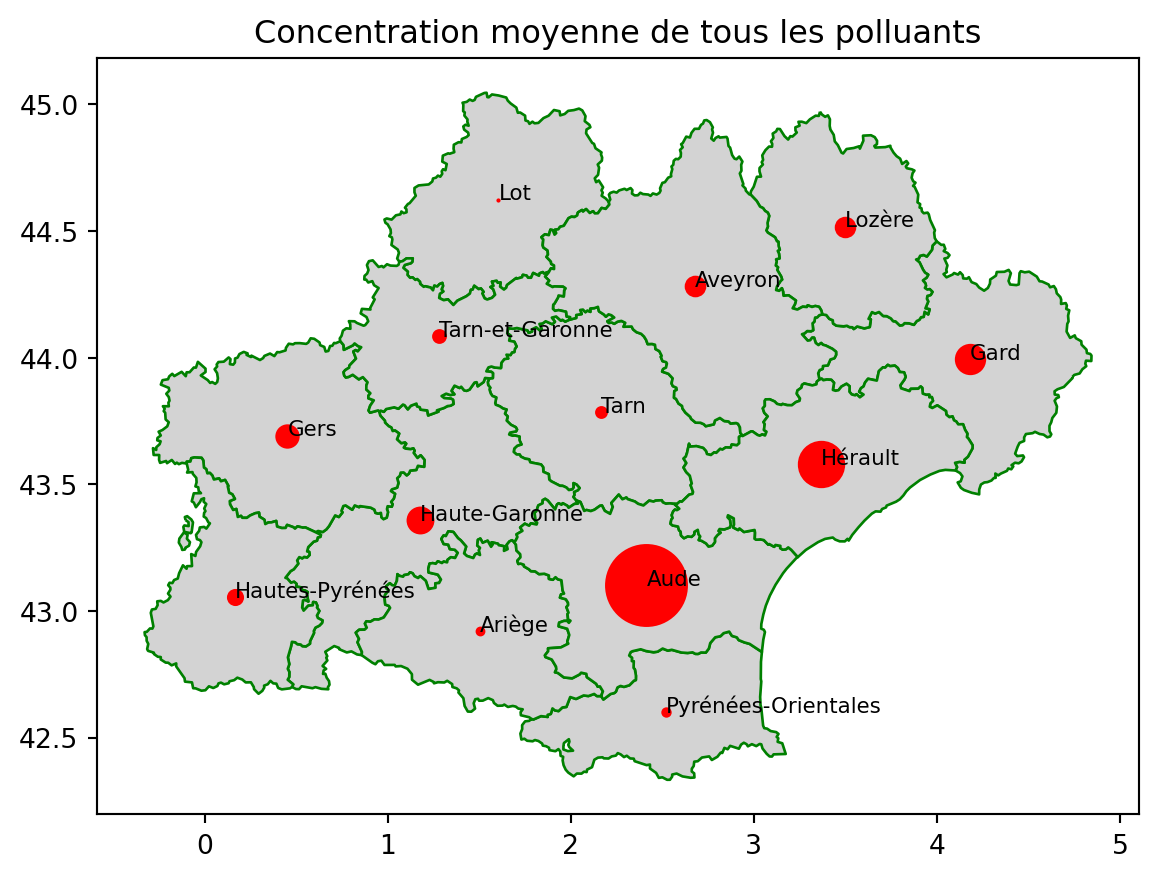 Concentration moyenne de tous les polluants
45.0
Lot
Lozère
44.5
Aveyron
Tarn-et-Garonne
44.0
Gard
Tarn
Gers
Hérault
43.5
Haute-Garonne
Aude
Hautes-Pyrénées
43.0
Ariège
Pyrénées-Orientales
42.5
0 1 2 3 4 5